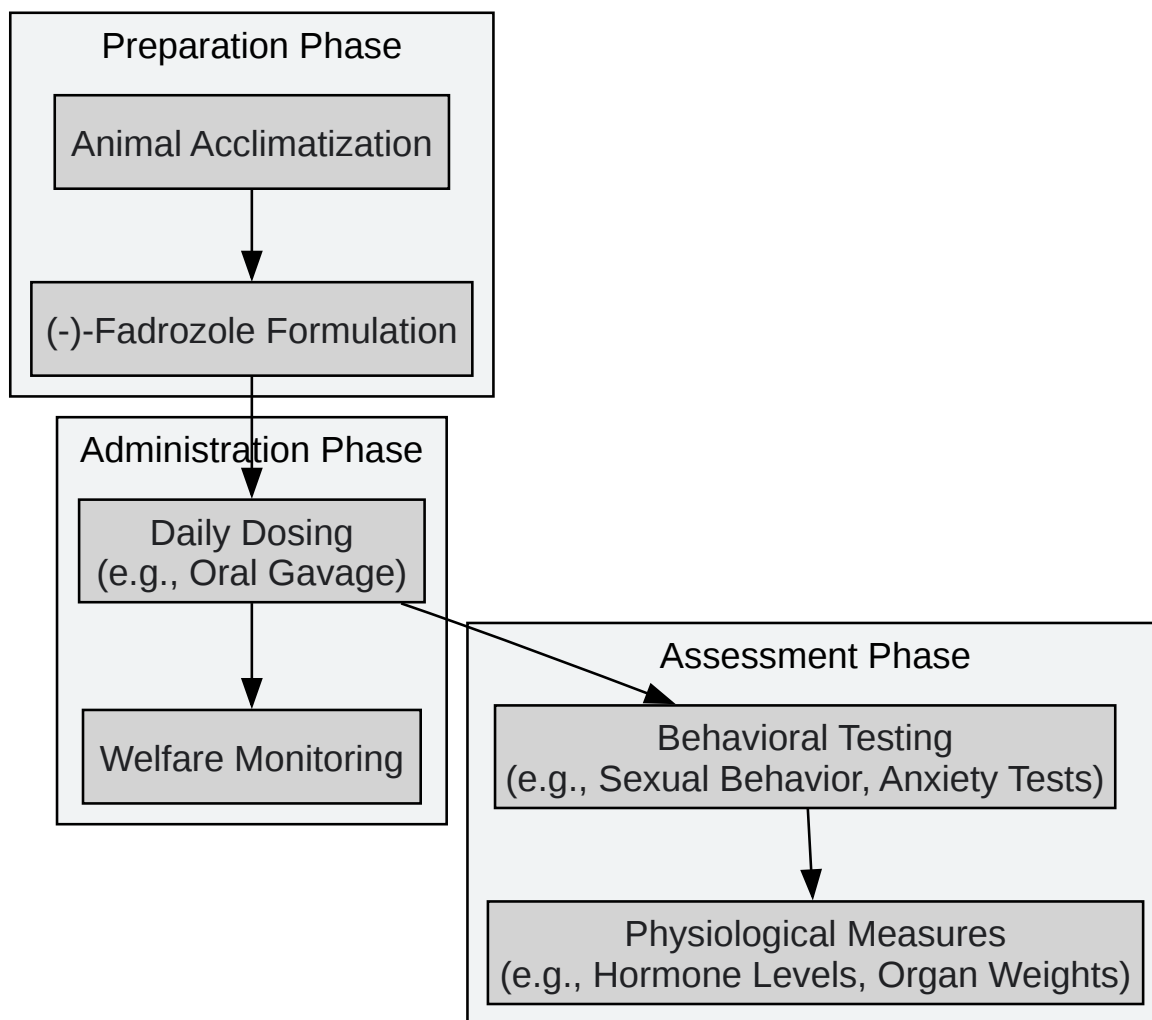 Preparation Phase
Animal Acclimatization
(-)-Fadrozole Formulation
Administration Phase
Daily Dosing
(e.g., Oral Gavage)
Welfare Monitoring
Assessment Phase
Behavioral Testing
(e.g., Sexual Behavior, Anxiety Tests)
Physiological Measures
(e.g., Hormone Levels, Organ Weights)